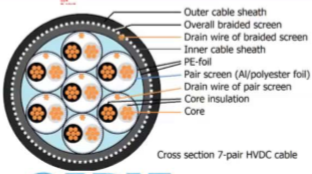 Outer cable sheath
Overall braided screen
Drain wire of braided screen
Inner cable sheath
PE-foil
Pair screen (Al/polyester foil)
Drain wire of pair screen
Core insulation
Core
Cross section 7-pair HVDC cable